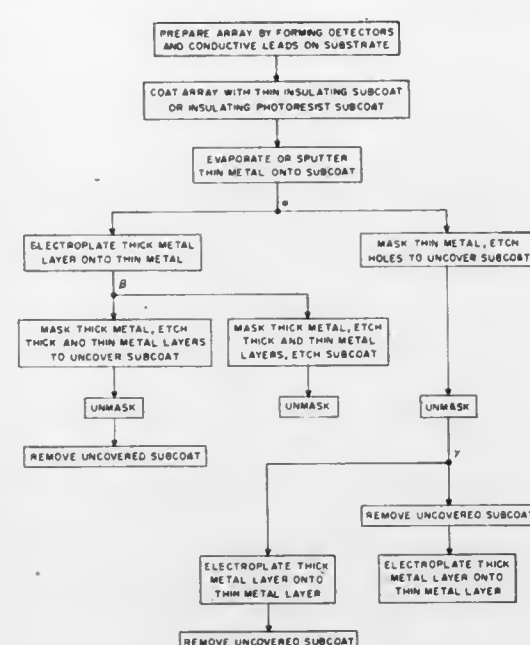 PREPARE ARRAY BY FORMING DETECTORS
AND CONDUCTIVE LEADS ON SUBSTRATE
COAT ARRAY WITH THIN INSULATING SUBCOAT
OR INSULATING PHOTORESIST SUBCOAT
EVAPORATE OR SPUTTER
THIN METAL ONTO SUBCOAT
α
ELECTROPLATE THICK METAL
LAYER ONTO THIN METAL
MASK THIN METAL, ETCH
HOLES TO UNCOVER SUBCOAT
β
MASK THICK METAL, ETCH
THICK AND THIN METAL LAYERS
TO UNCOVER SUBCOAT
MASK THICK METAL, ETCH
THICK AND THIN METAL
LAYERS, ETCH SUBCOAT
UNMASK
UNMASK
UNMASK
REMOVE UNCOVERED SUBCOAT
γ
REMOVE UNCOVERED SUBCOAT
ELECTROPLATE THICK
METAL LAYER ONTO
THIN METAL LAYER
ELECTROPLATE THICK
METAL LAYER ONTO
THIN METAL LAYER
REMOVE UNCOVERED SUBCOAT